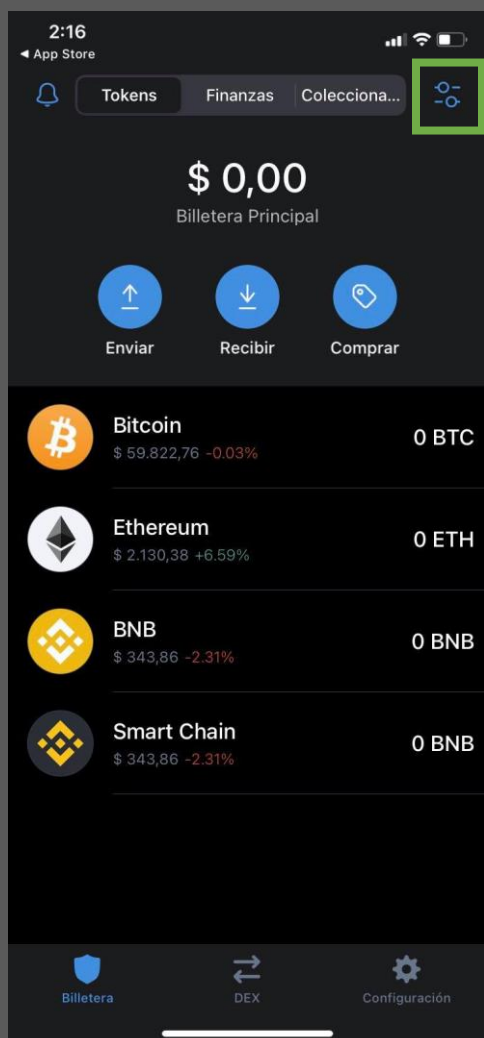 2:16
◀ App Store
Tokens Finanzas Colecciona...
$ 0,00
Billetera Principal
Enviar Recibir Comprar
Bitcoin
$ 59.822,76 -0.03%
0 BTC
Ethereum
$ 2.130,38 +6.59%
0 ETH
BNB
$ 343,86 -2.31%
0 BNB
Smart Chain
$ 343,86 -2.31%
0 BNB
Billetera DEX Configuración